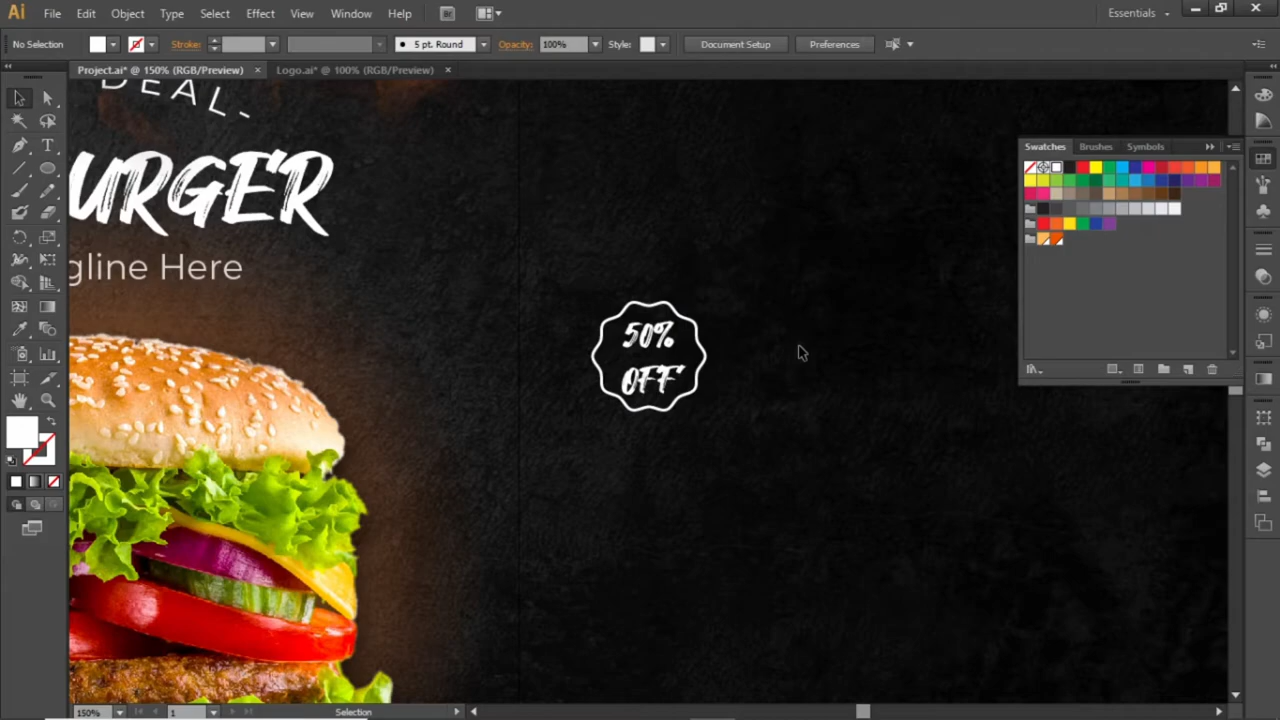 Ai File Edit Object Type Select Effect View Window Help Br Essentials
No Selection Stroke: 5 pt. Round Opacity: 100% Style: Document Setup Preferences
Project.ai* @ 150% (RGB/Preview) × Logo.ai* @ 100% (RGB/Preview) ×
DEAL-
URGER
gline Here
50%
OFF
Swatches Brushes Symbols
150% 1 Selection